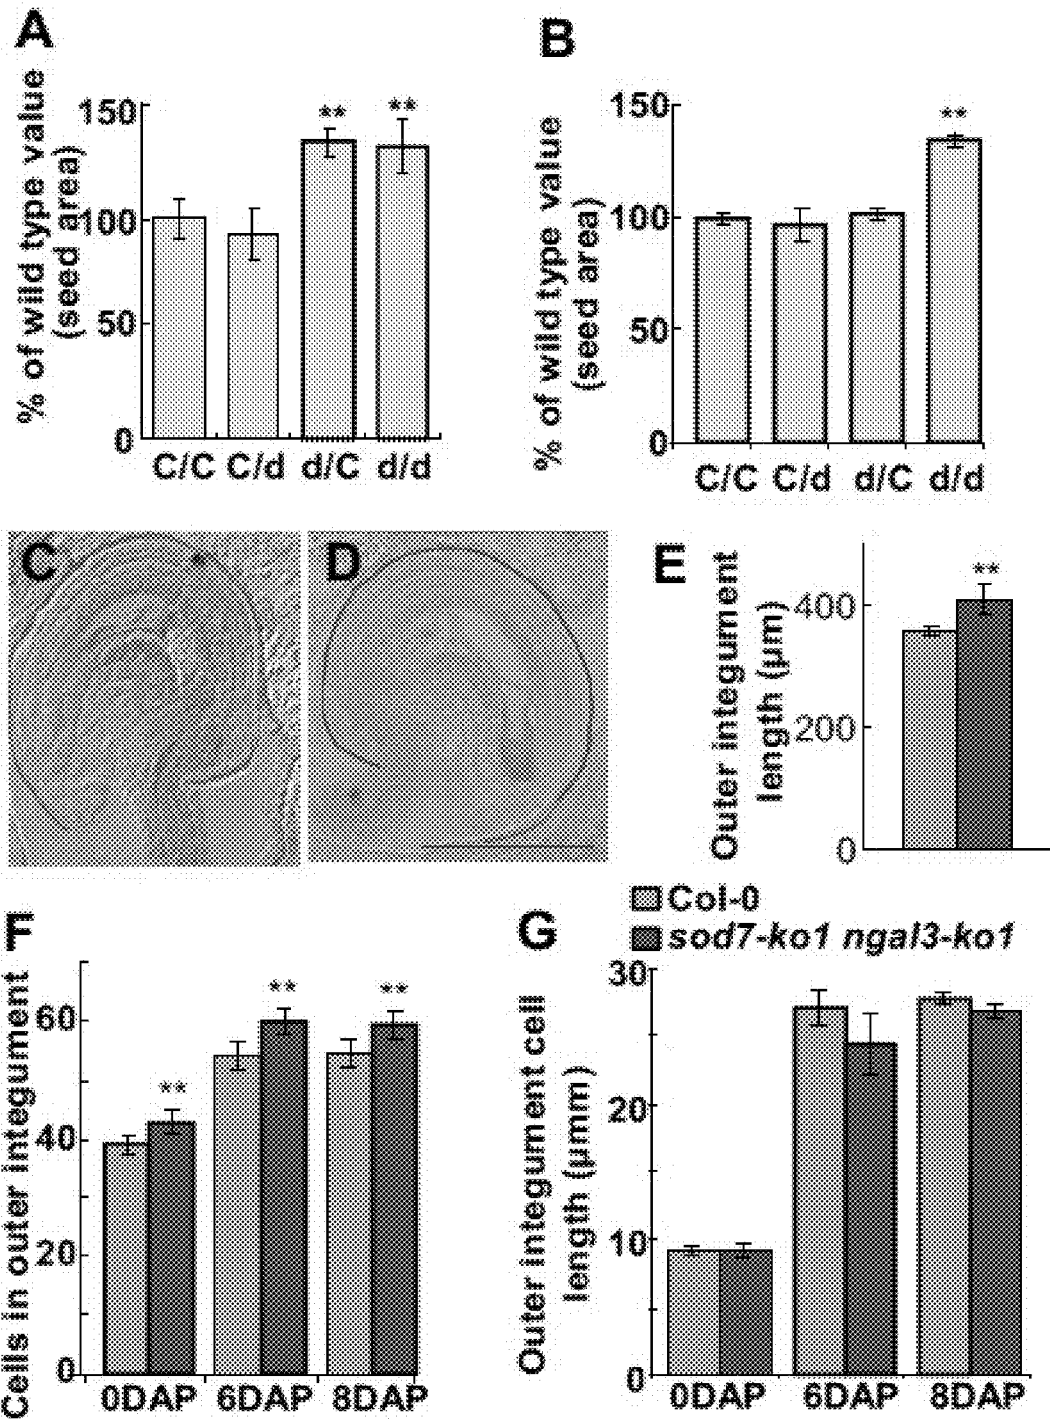 A
% of wild type value
(seed area)
150
100
50
0
**
**
C/C C/d d/C d/d
B
% of wild type value
(seed area)
150
100
50
0
**
C/C C/d d/C d/d
C
*
D
*
E
Outer integument
length (µm)
400
200
0
**
Col-0
sod7-ko1 ngal3-ko1
F
Cells in outer integument
60
40
20
0
**
**
**
0DAP 6DAP 8DAP
G
Outer integument cell
length (µmm)
30
20
10
0
0DAP 6DAP 8DAP